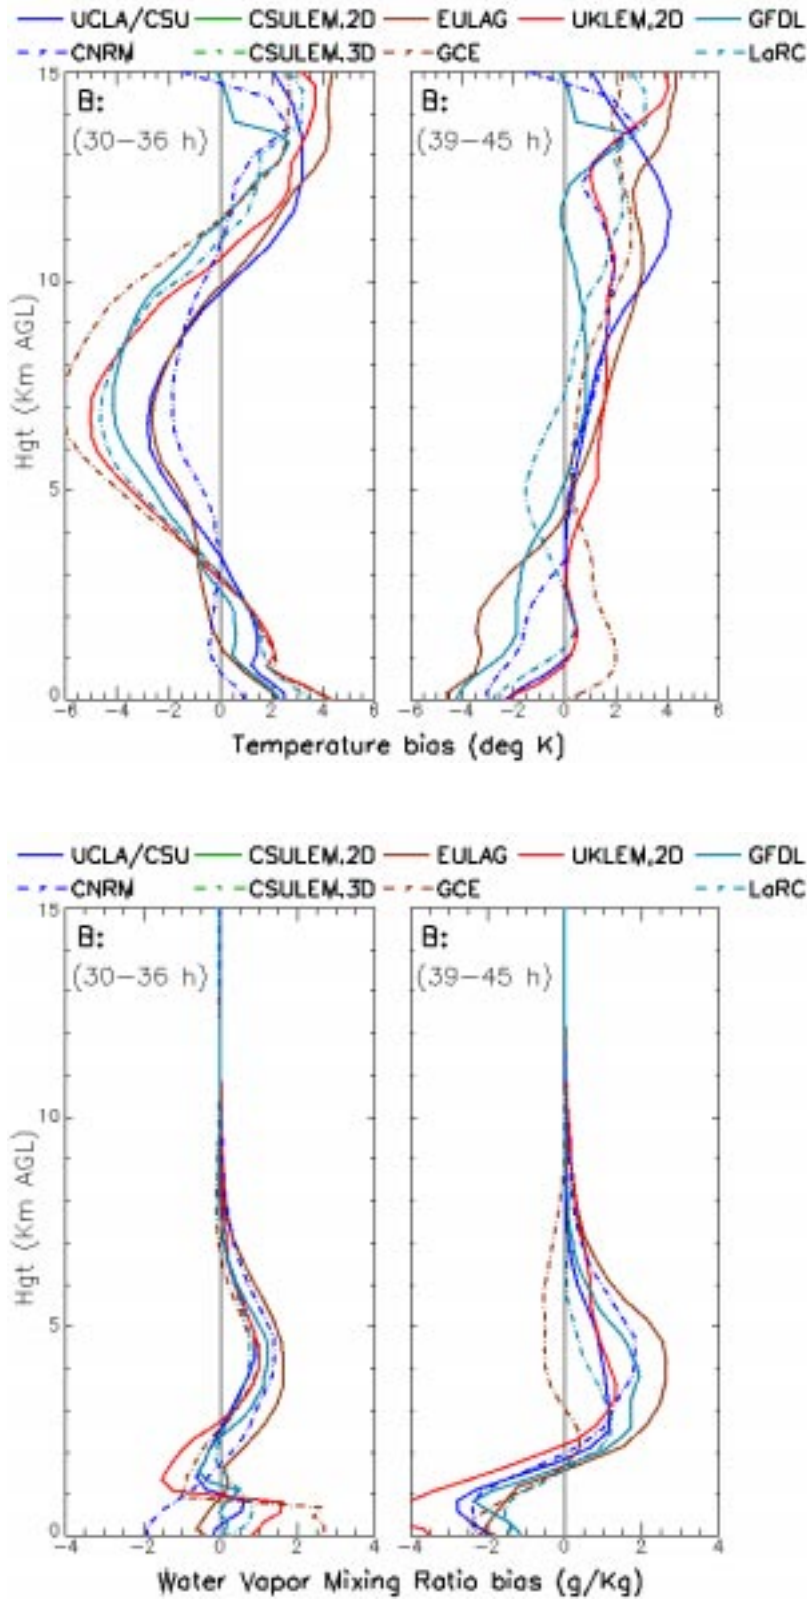 UCLA/CSU CSULEM.2D EULAG UKLEM.2D GFDL
CNRM CSULEM.3D GCE LaRC
15 B: B:
(30–36 h) (39–45 h)
10
Hgt (Km AGL)
5
0
−6 −4 −2 0 2 4 6 −6 −4 −2 0 2 4 6
Temperature bias (deg K)
UCLA/CSU CSULEM.2D EULAG UKLEM.2D GFDL
CNRM CSULEM.3D GCE LaRC
15 B: B:
(30–36 h) (39–45 h)
10
Hgt (Km AGL)
5
0
−4 −2 0 2 4 −4 −2 0 2 4
Water Vapor Mixing Ratio bias (g/Kg)